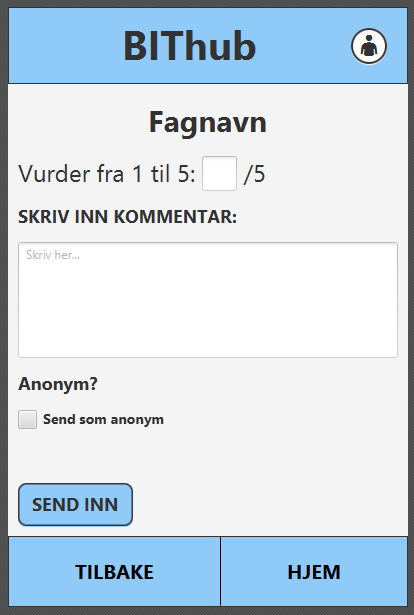 BIThub
Fagnavn
Vurder fra 1 til 5: /5
SKRIV INN KOMMENTAR:
Skriv her...
Anonym?
Send som anonym
SEND INN
TILBAKE
HJEM